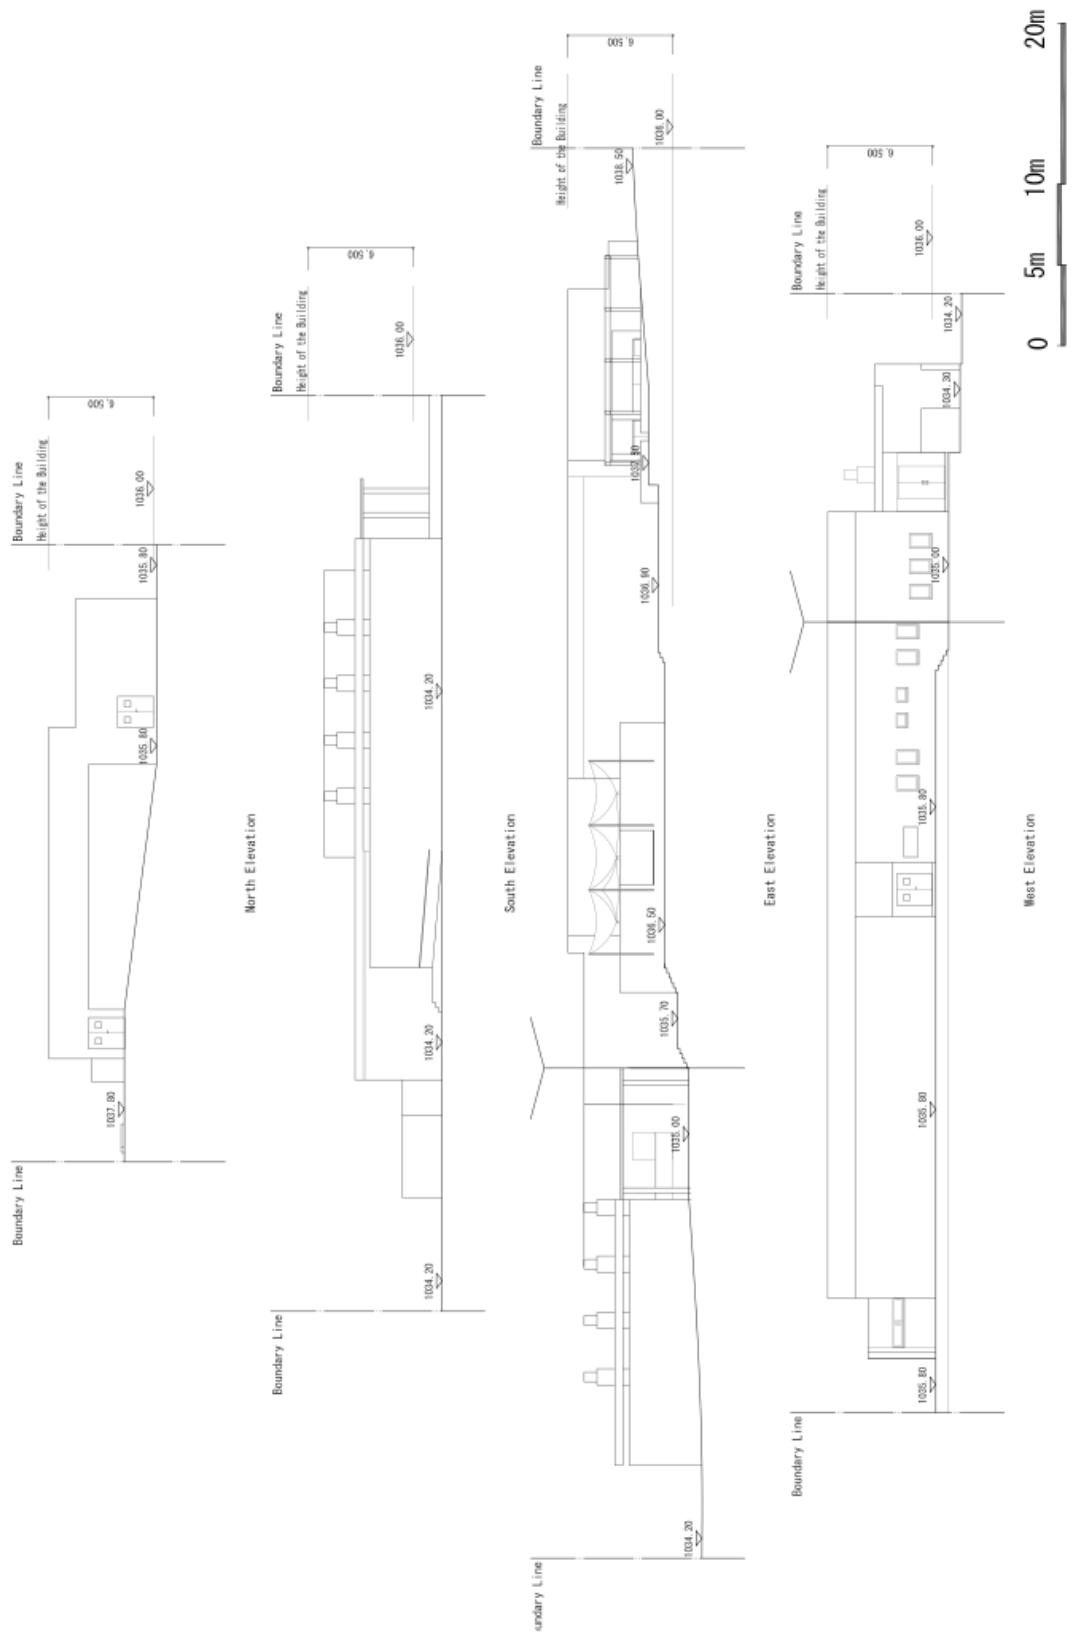 Boundary Line
Height of the Building
6,500
1036.00
1035.80
1035.80
1037.80
Boundary Line
North Elevation
Boundary Line
Height of the Building
6,500
1036.00
1034.20
1034.20
1034.20
Boundary Line
South Elevation
Boundary Line
Height of the Building
6,500
1036.00
1038.50
1036.90
1036.50
1035.70
1035.00
1034.20
undary Line
East Elevation
Boundary Line
Height of the Building
6,500
1036.00
1034.20
1034.30
1035.00
1035.80
1035.80
1035.80
Boundary Line
West Elevation
0 5m 10m 20m